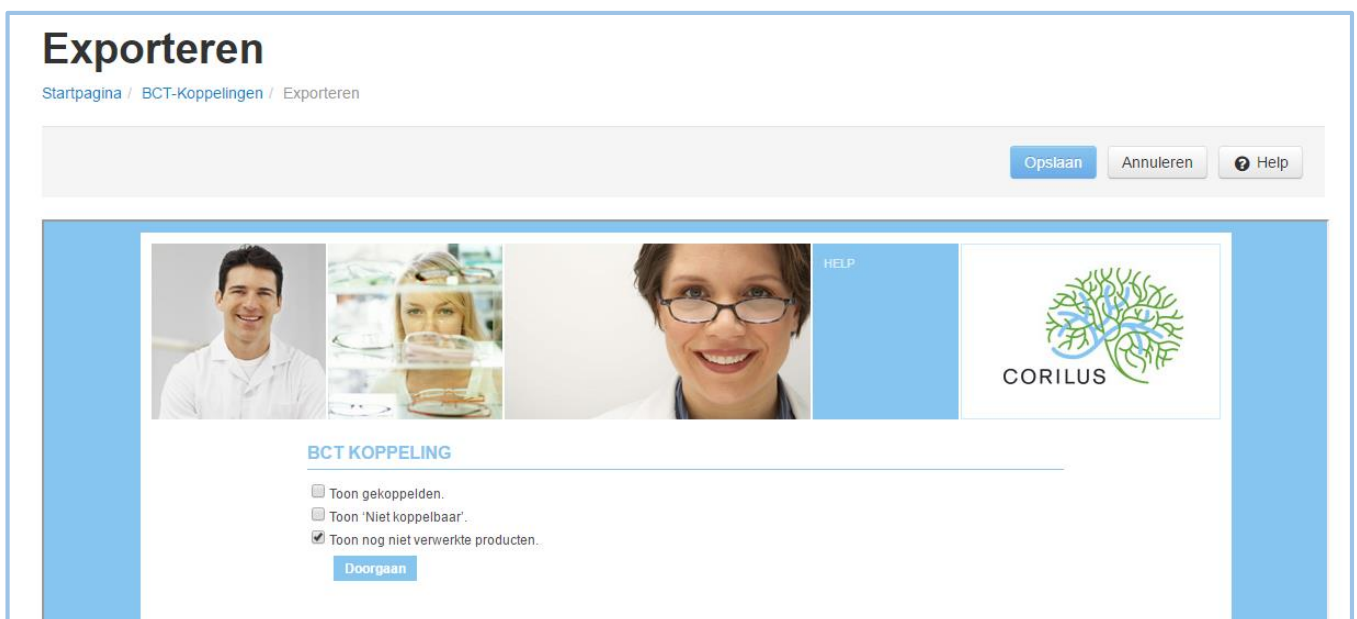 Exporteren
Startpagina / BCT-Koppelingen / Exporteren
Opslaan Annuleren Help
HELP
CORILUS
BCT KOPPELING
Toon gekoppelden.
Toon ‘Niet koppelbaar’.
Toon nog niet verwerkte producten.
Doorgaan